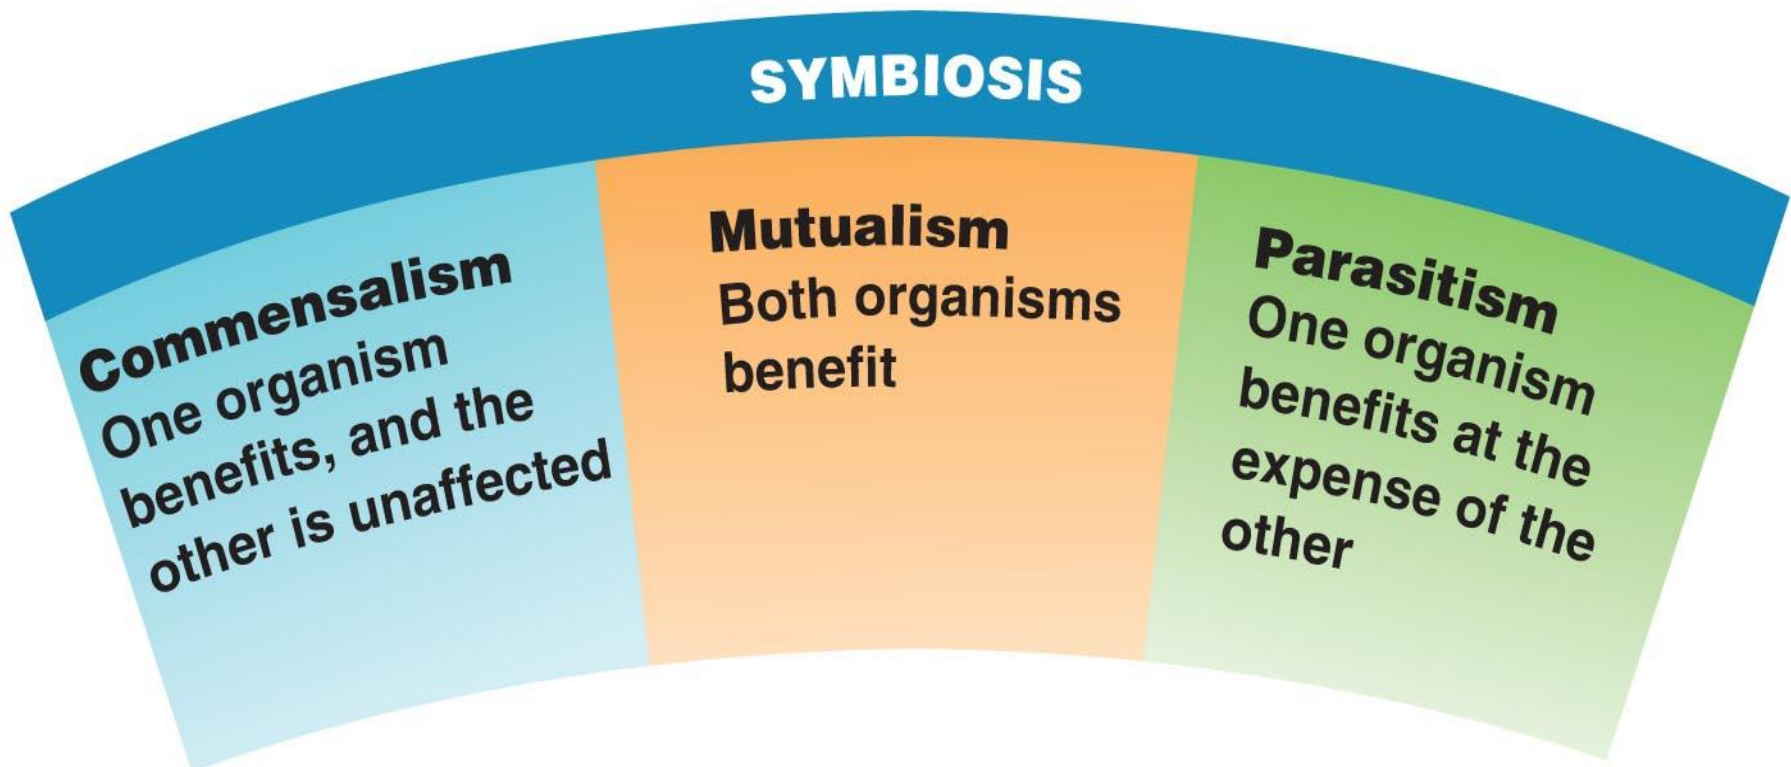 SYMBIOSIS
Commensalism
One organism
benefits, and the
other is unaffected
Mutualism
Both organisms
benefit
Parasitism
One organism
benefits at the
expense of the
other